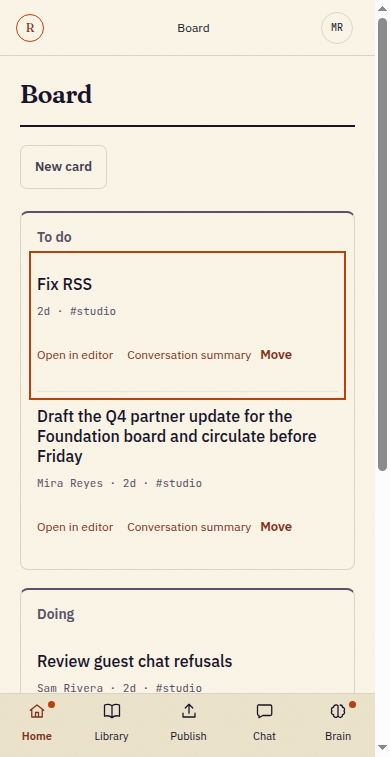 R
Board
MR
Board
New card
To do
Fix RSS
2d · #studio
Open in editor Conversation summary Move
Draft the Q4 partner update for the
Foundation board and circulate before
Friday
Mira Reyes · 2d · #studio
Open in editor Conversation summary Move
Doing
Review guest chat refusals
Sam Rivera · 2d · #studio
Home Library Publish Chat Brain